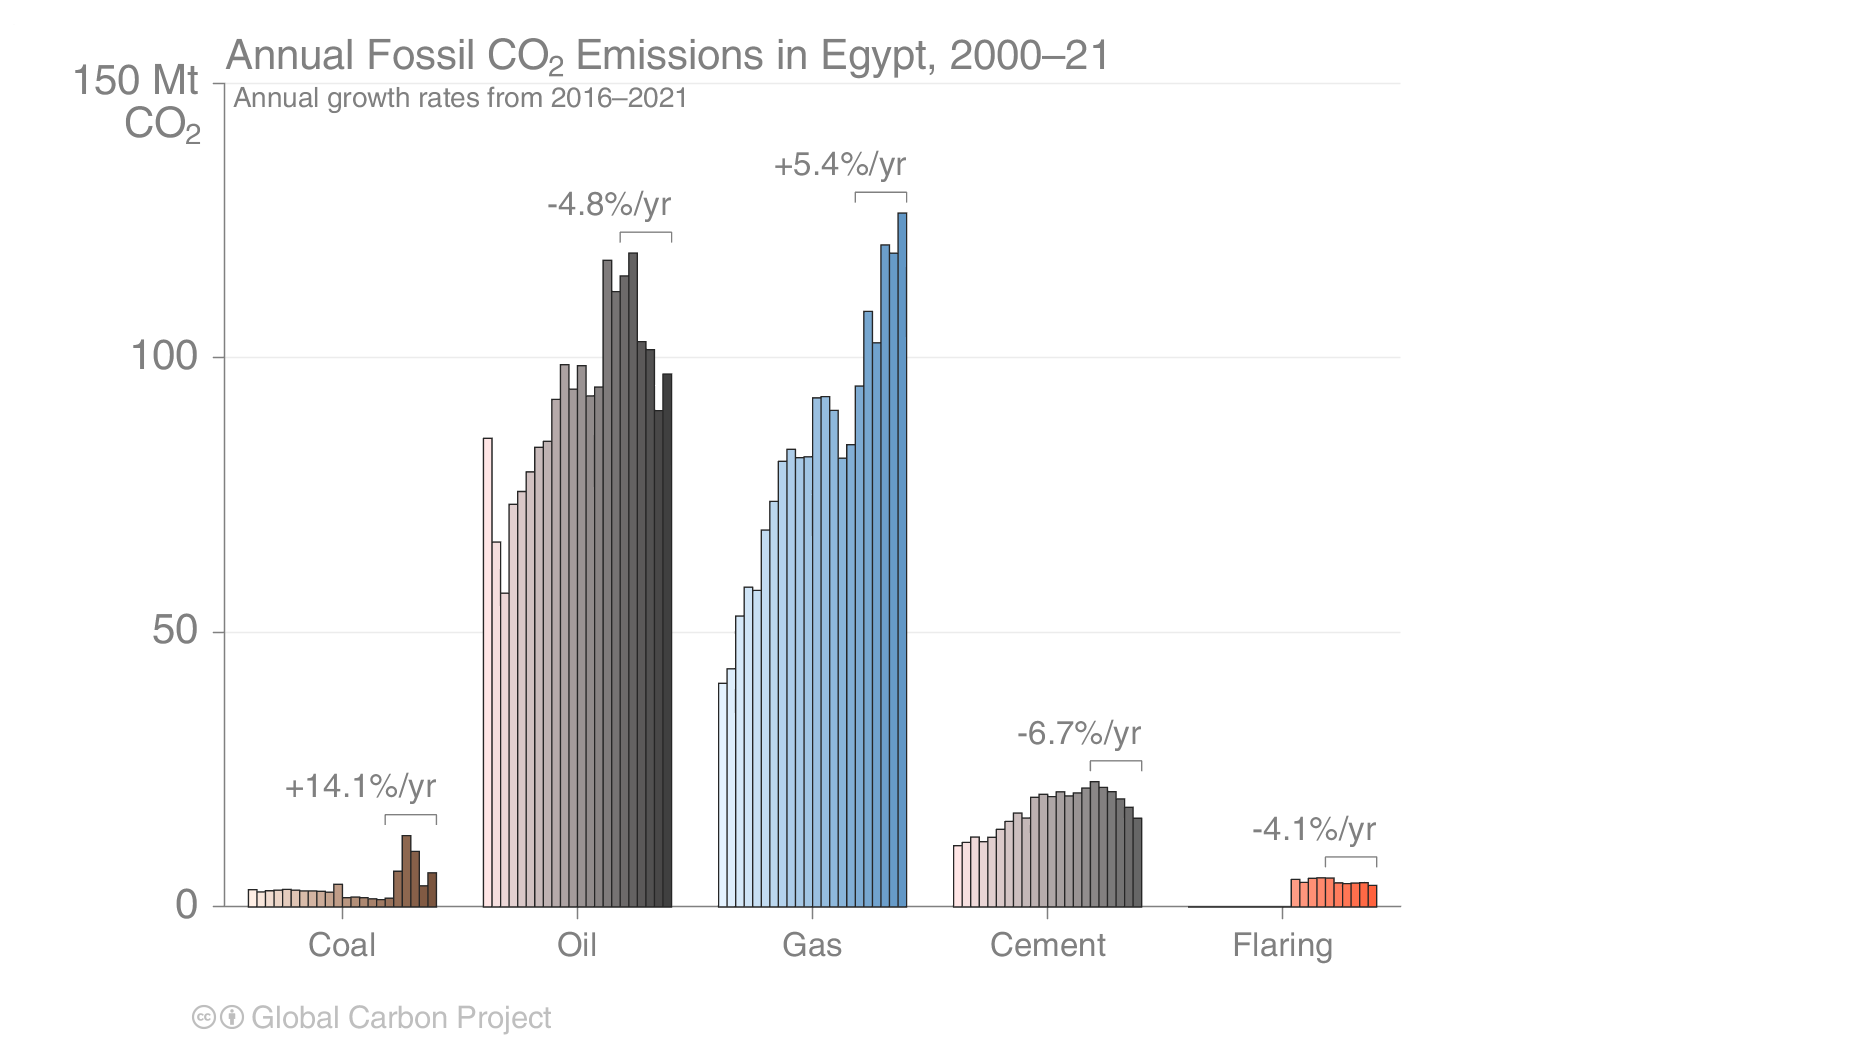 Annual Fossil CO₂ Emissions in Egypt, 2000–21
150 Mt
CO₂
Annual growth rates from 2016–2021
+5.4%/yr
-4.8%/yr
100
50
-6.7%/yr
+14.1%/yr
-4.1%/yr
0
Coal Oil Gas Cement Flaring
cc Global Carbon Project